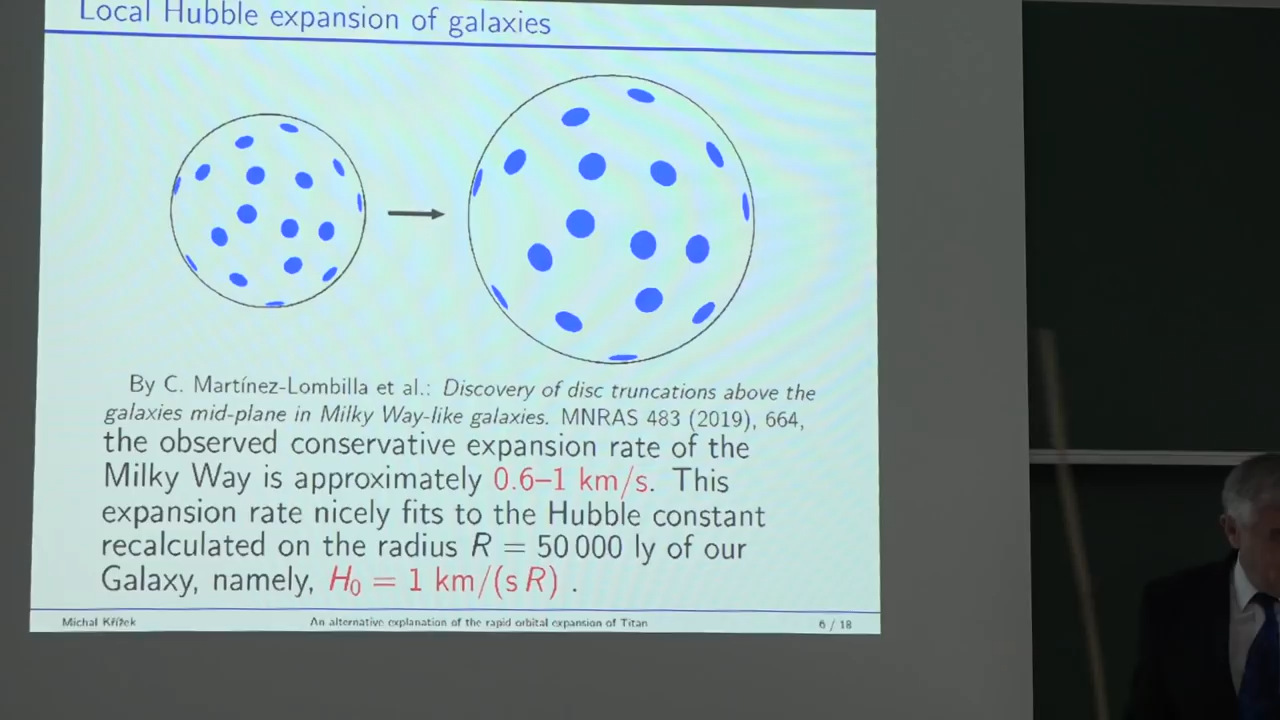 Local Hubble expansion of galaxies
By C. Martínez-Lombilla et al.: Discovery of disc truncations above the
galaxies mid-plane in Milky Way-like galaxies. MNRAS 483 (2019), 664,
the observed conservative expansion rate of the
Milky Way is approximately 0.6–1 km/s. This
expansion rate nicely fits to the Hubble constant
recalculated on the radius R = 50 000 ly of our
Galaxy, namely, H₀ = 1 km/(s R) .
Michal Křížek An alternative explanation of the rapid orbital expansion of Titan 6 / 18